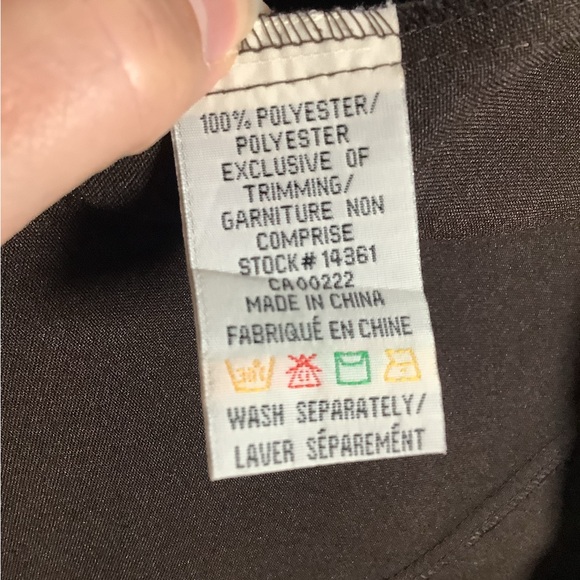 100% POLYESTER/
POLYESTER
EXCLUSIVE OF
TRIMMING/
GARNITURE NON
COMPRISE
STOCK# 14361
CA00222
MADE IN CHINA
FABRIQUÉ EN CHINE
WASH SEPARATELY/
LAVER SÉPAREMÉNT